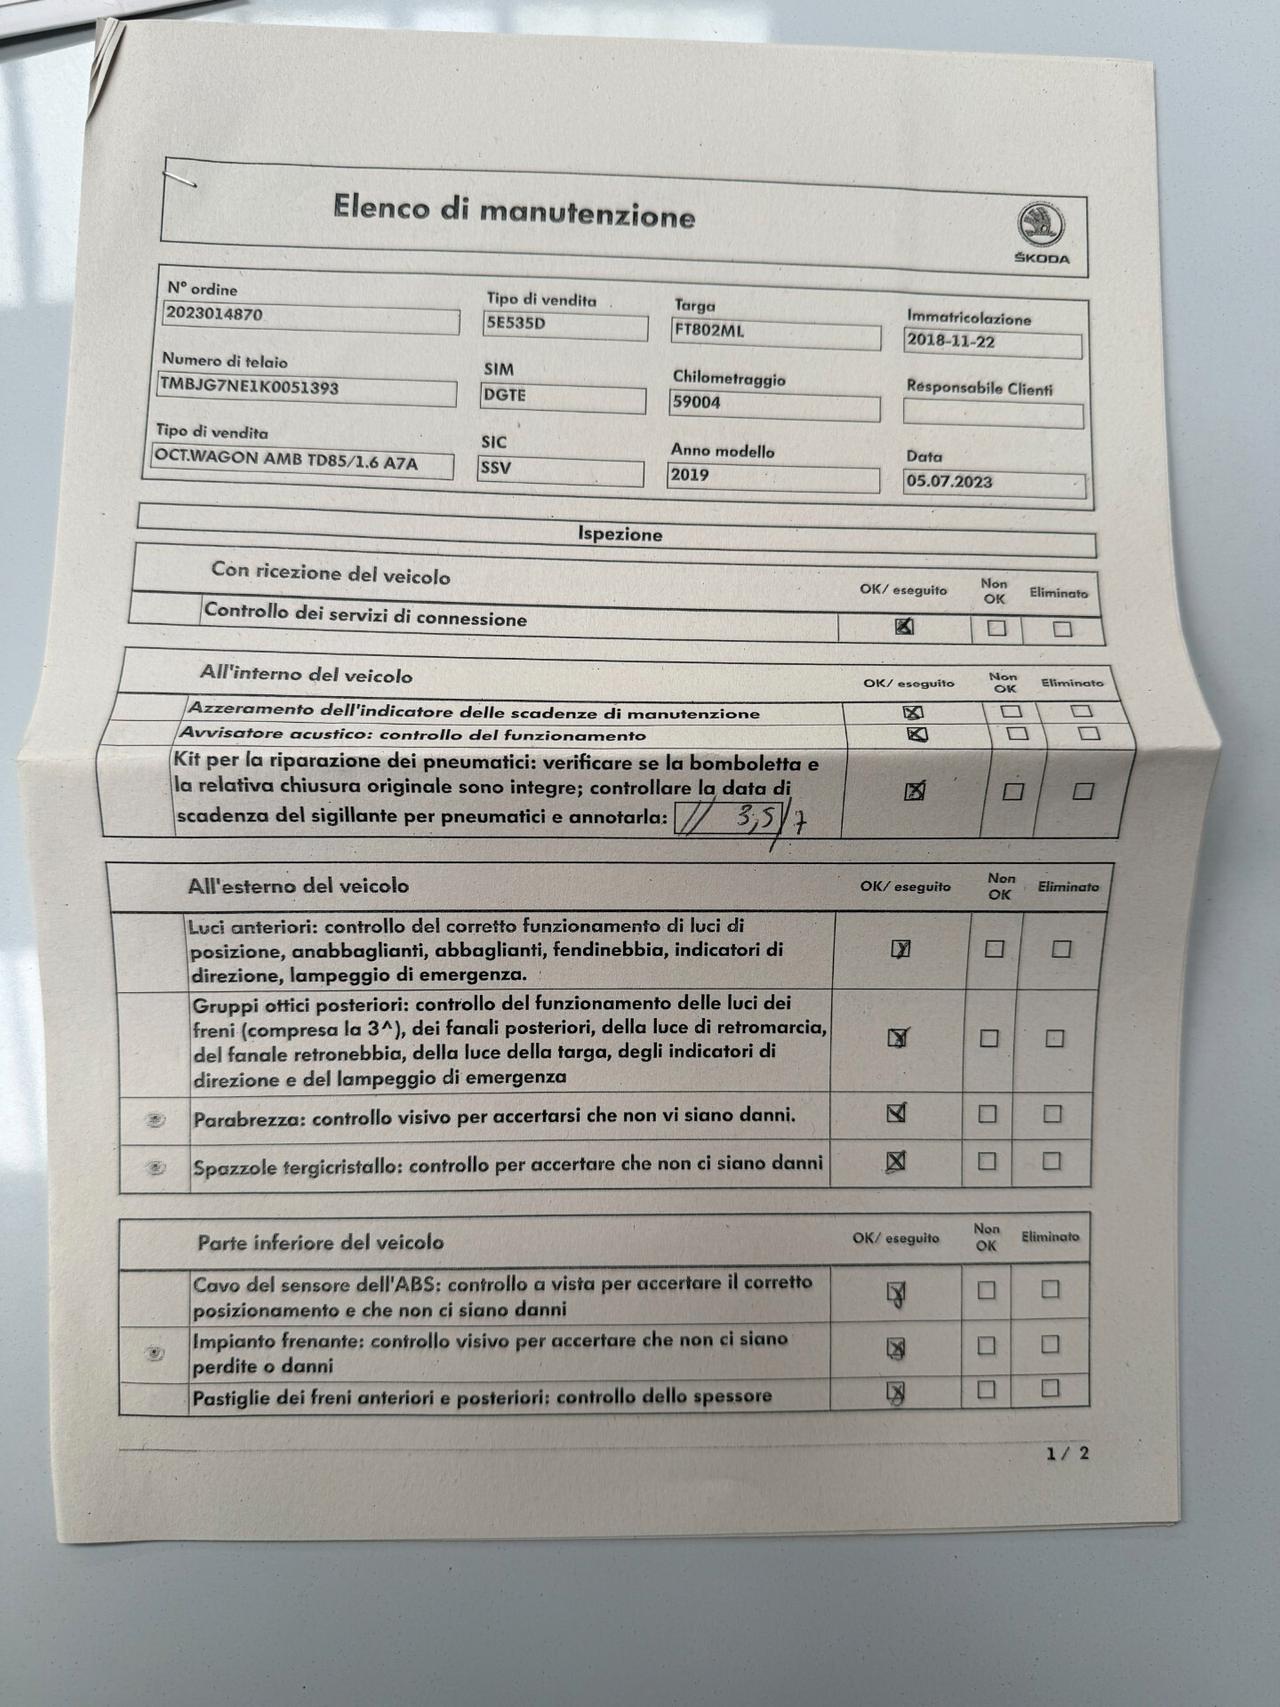 Elenco di manutenzione
ŠKODA
N° ordine
2023014870
Tipo di vendita
5E535D
Targa
FT802ML
Immatricolazione
2018-11-22
Numero di telaio
TMBJG7NE1K0051393
SIM
DGTE
Chilometraggio
59004
Responsabile Clienti
Tipo di vendita
OCT.WAGON AMB TD85/1.6 A7A
SIC
SSV
Anno modello
2019
Data
05.07.2023
Ispezione
Con ricezione del veicolo OK/ eseguito Non OK Eliminato
Controllo dei servizi di connessione
All'interno del veicolo OK/ eseguito Non OK Eliminato
Azzeramento dell'indicatore delle scadenze di manutenzione
Avvisatore acustico: controllo del funzionamento
Kit per la riparazione dei pneumatici: verificare se la bomboletta e
la relativa chiusura originale sono integre; controllare la data di
scadenza del sigillante per pneumatici e annotarla:
All'esterno del veicolo OK/ eseguito Non OK Eliminato
Luci anteriori: controllo del corretto funzionamento di luci di
posizione, anabbaglianti, abbaglianti, fendinebbia, indicatori di
direzione, lampeggio di emergenza.
Gruppi ottici posteriori: controllo del funzionamento delle luci dei
freni (compresa la 3^), dei fanali posteriori, della luce di retromarcia,
del fanale retronebbia, della luce della targa, degli indicatori di
direzione e del lampeggio di emergenza
Parabrezza: controllo visivo per accertarsi che non vi siano danni.
Spazzole tergicristallo: controllo per accertare che non ci siano danni
Parte inferiore del veicolo OK/ eseguito Non OK Eliminato
Cavo del sensore dell'ABS: controllo a vista per accertare il corretto
posizionamento e che non ci siano danni
Impianto frenante: controllo visivo per accertare che non ci siano
perdite o danni
Pastiglie dei freni anteriori e posteriori: controllo dello spessore
1 / 2